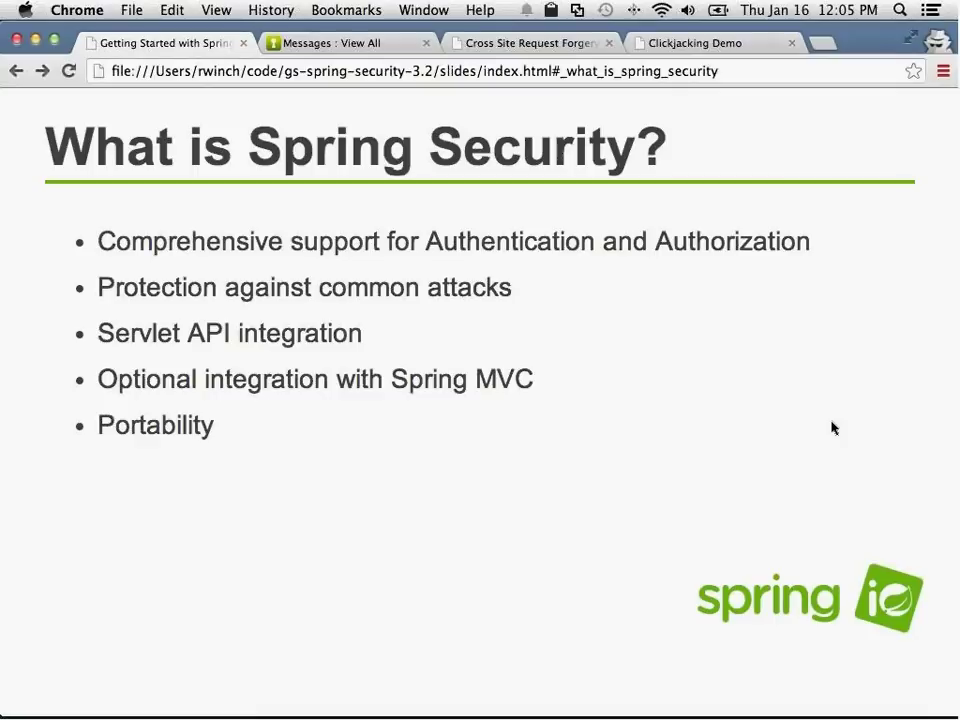 Chrome File Edit View History Bookmarks Window Help Thu Jan 16 12:05 PM
Getting Started with Spring Messages : View All Cross Site Request Forgery Clickjacking Demo
file:///Users/rwinch/code/gs-spring-security-3.2/slides/index.html#_what_is_spring_security
What is Spring Security?
• Comprehensive support for Authentication and Authorization
• Protection against common attacks
• Servlet API integration
• Optional integration with Spring MVC
• Portability
spring io